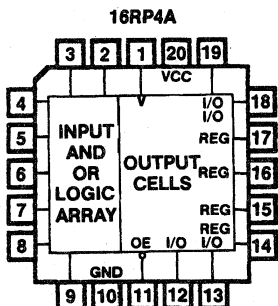 16RP4A
3 2 1 20 19
VCC
4 I/O 18
I/O
5 INPUT REG 17
AND
6 OR OUTPUT REG 16
LOGIC CELLS
7 ARRAY REG 15
REG
8 OE I/O I/O 14
GND
9 10 11 12 13